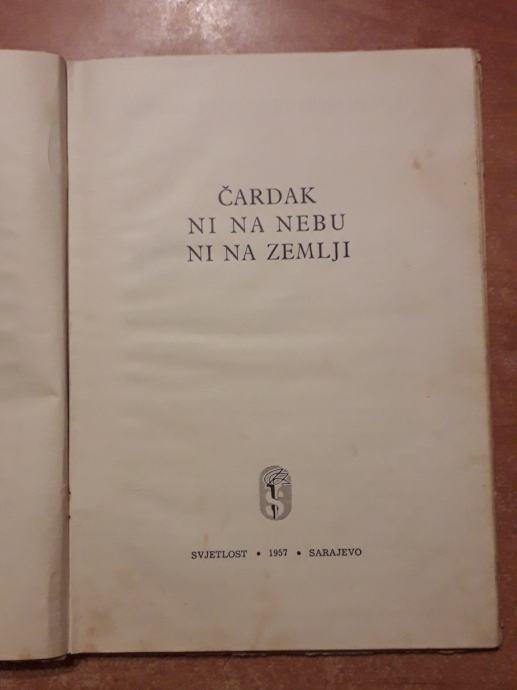 ČARDAK
NI NA NEBU
NI NA ZEMLJI
S
SVJETLOST • 1957 • SARAJEVO